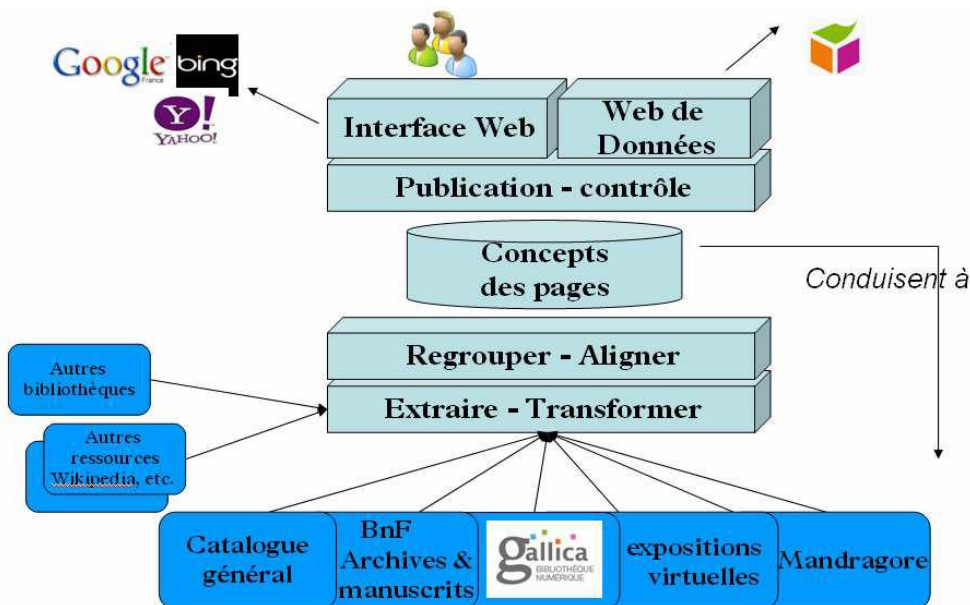 Google
France
bing
YAHOO!
Interface Web
Web de
Données
Publication - contrôle
Concepts
des pages
Conduisent à
Regrouper - Aligner
Extraire - Transformer
Autres
bibliothèques
Autres
ressources
Wikipedia, etc.
Catalogue
général
BnF
Archives &
manuscrits
gallica
BIBLIOTHÈQUE
NUMÉRIQUE
expositions
virtuelles
Mandragore